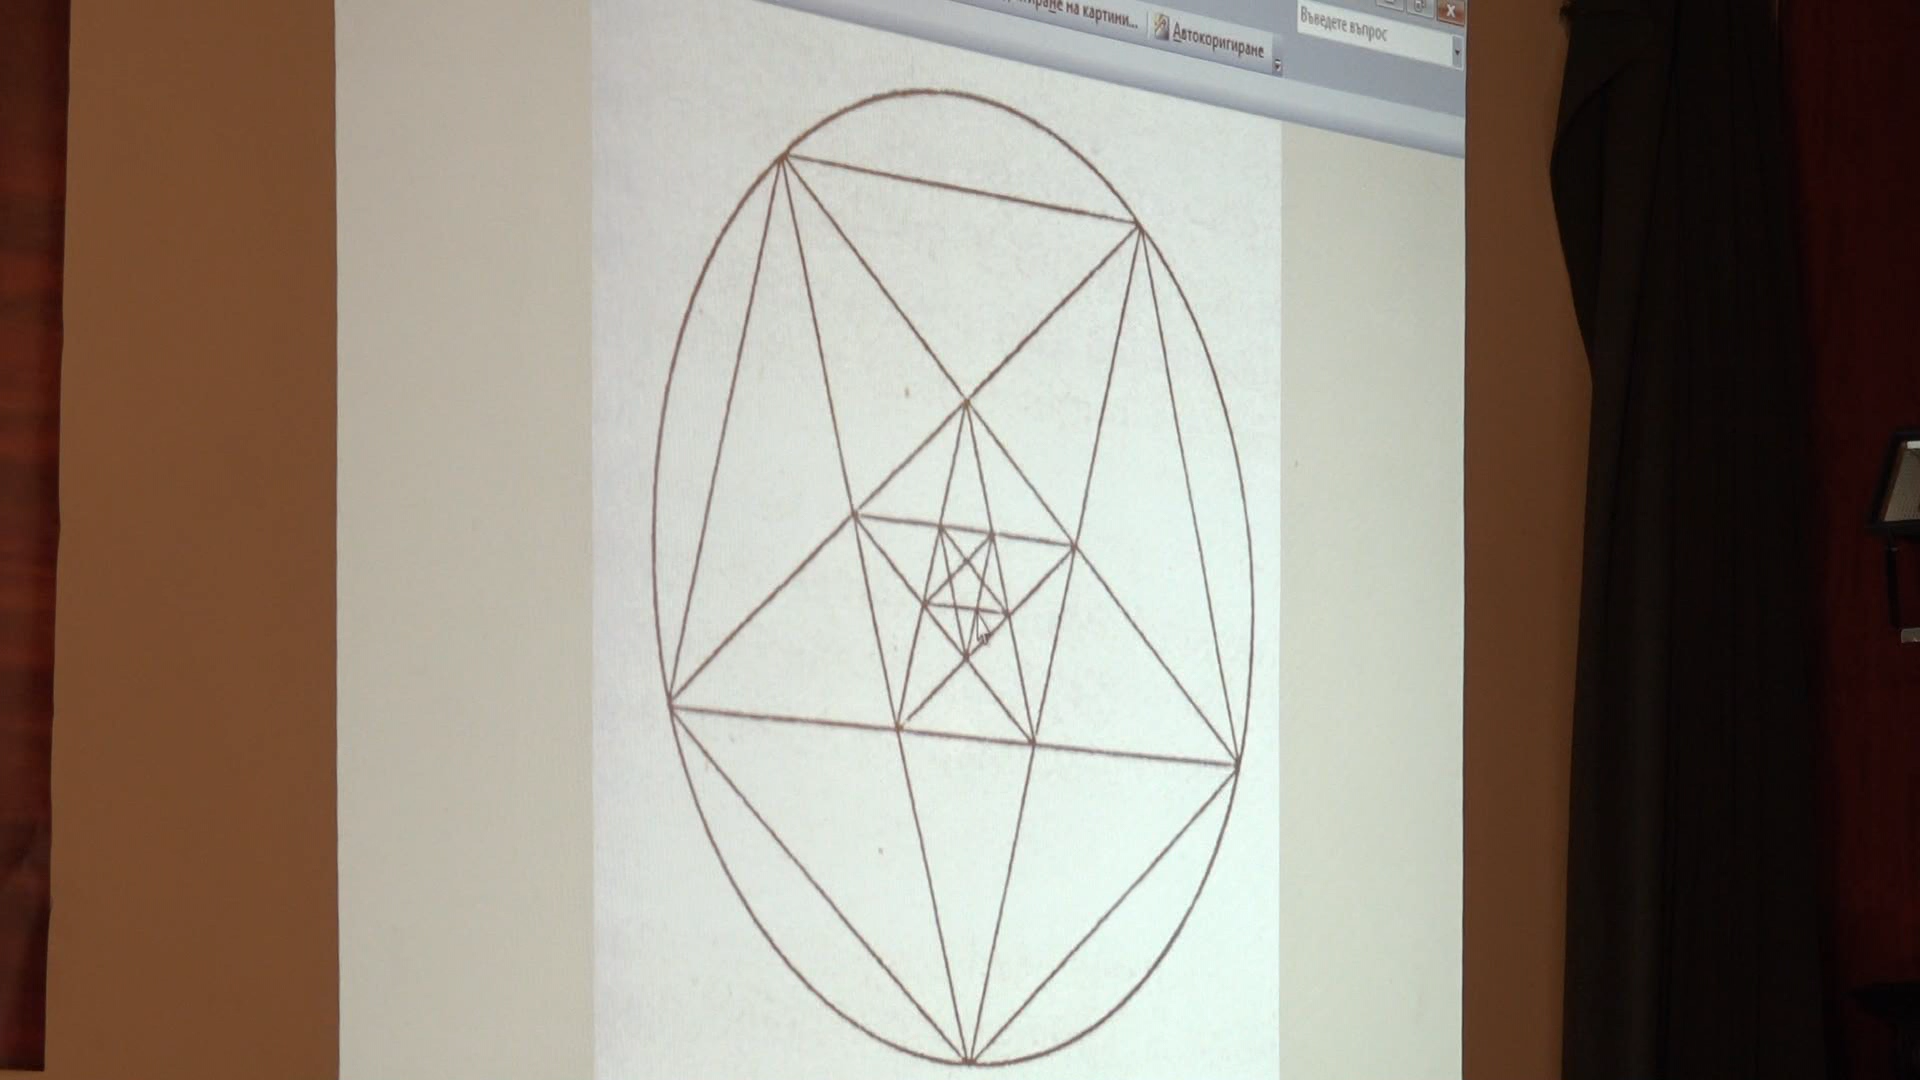 на картини...
Автокоригиране
Въведете въпрос